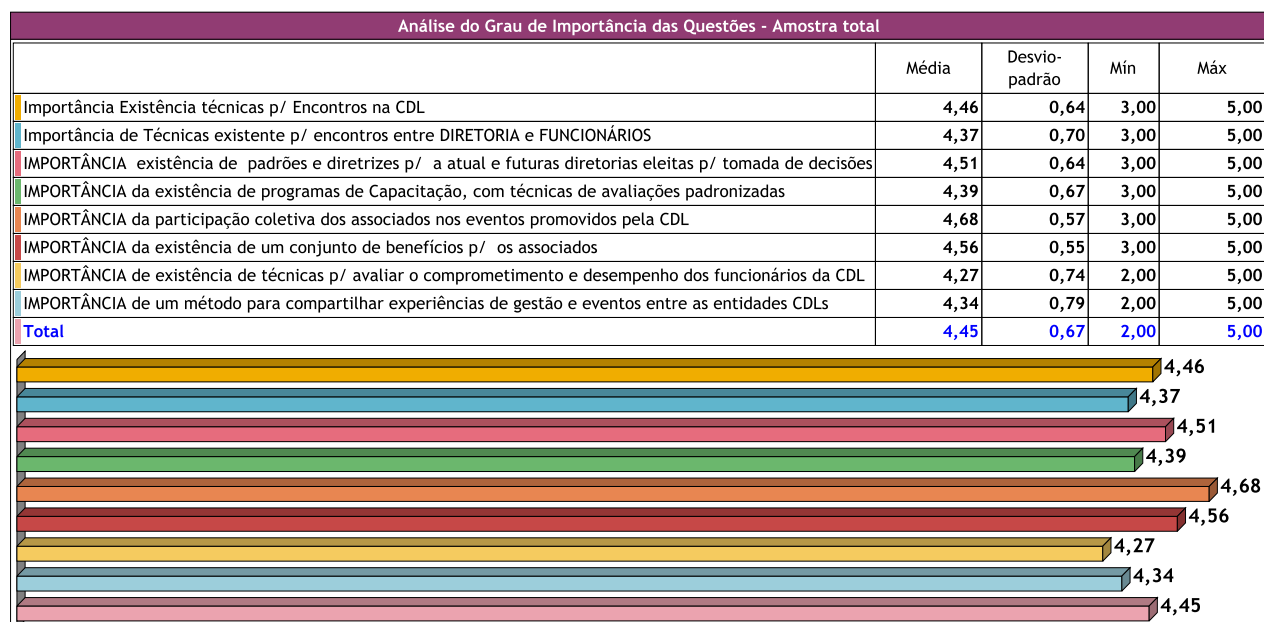 Análise do Grau de Importância das Questões - Amostra total
Média Desvio-padrão Mín Máx
Importância Existência técnicas p/ Encontros na CDL 4,46 0,64 3,00 5,00
Importância de Técnicas existente p/ encontros entre DIRETORIA e FUNCIONÁRIOS 4,37 0,70 3,00 5,00
IMPORTÂNCIA existência de padrões e diretrizes p/ a atual e futuras diretorias eleitas p/ tomada de decisões 4,51 0,64 3,00 5,00
IMPORTÂNCIA da existência de programas de Capacitação, com técnicas de avaliações padronizadas 4,39 0,67 3,00 5,00
IMPORTÂNCIA da participação coletiva dos associados nos eventos promovidos pela CDL 4,68 0,57 3,00 5,00
IMPORTÂNCIA da existência de um conjunto de benefícios p/ os associados 4,56 0,55 3,00 5,00
IMPORTÂNCIA de existência de técnicas p/ avaliar o comprometimento e desempenho dos funcionários da CDL 4,27 0,74 2,00 5,00
IMPORTÂNCIA de um método para compartilhar experiências de gestão e eventos entre as entidades CDLs 4,34 0,79 2,00 5,00
Total 4,45 0,67 2,00 5,00
4,46
4,37
4,51
4,39
4,68
4,56
4,27
4,34
4,45